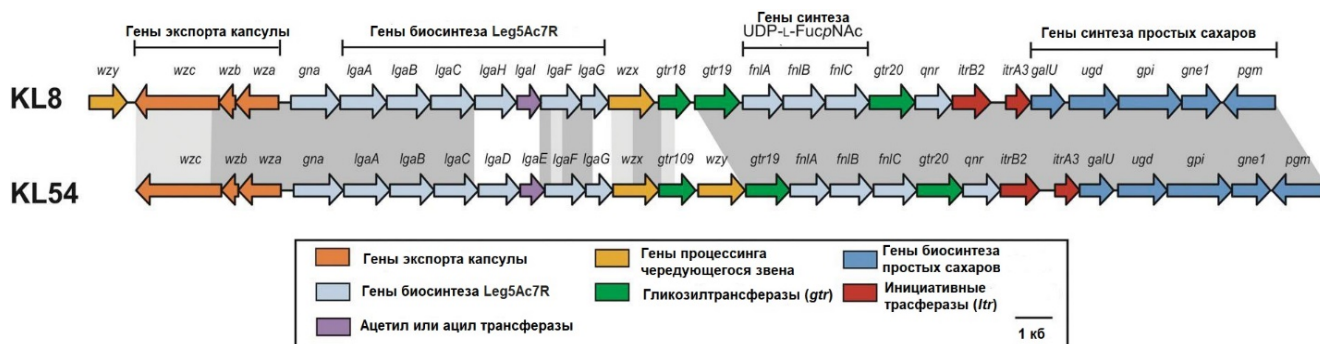 Гены синтеза
Гены экспорта капсулы Гены биосинтеза Leg5Ac7R UDP-L-FucpNAc Гены синтеза простых сахаров
wzy wzc wzb wza gna lgaA lgaB lgaC lgaH lgaI lgaF lgaG wzx gtr18 gtr19 fnlA fnlB fnlC gtr20 qnr itrB2 itrA3 galU ugd gpi gne1 pgm
KL8
wzc wzb wza gna lgaA lgaB lgaC lgaD lgaE lgaF lgaG wzx gtr109 wzy gtr19 fnlA fnlB fnlC gtr20 qnr itrB2 itrA3 galU ugd gpi gne1 pgm
KL54
Гены экспорта капсулы
Гены биосинтеза Leg5Ac7R
Ацетил или ацил трансферазы
Гены процессинга
чередующегося звена
Гликозилтрансферазы (gtr)
Гены биосинтеза
простых сахаров
Инициативные
трасферазы (Itr)
1 кб